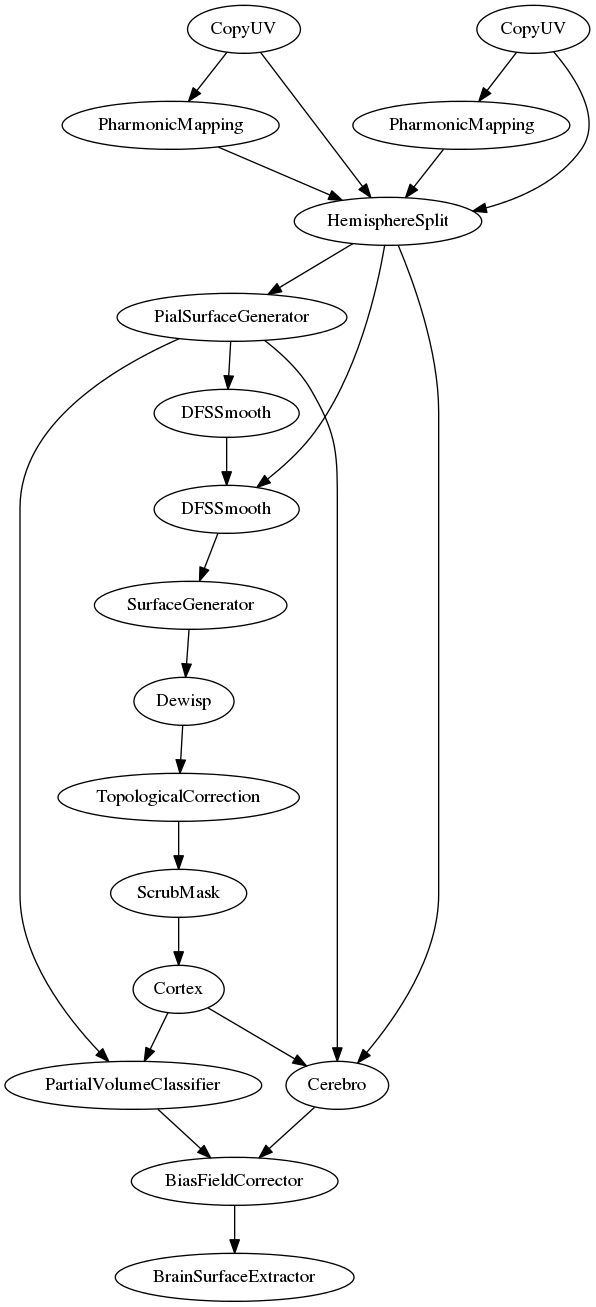 CopyUV
CopyUV
PharmonicMapping
PharmonicMapping
HemisphereSplit
PialSurfaceGenerator
DFSSmooth
DFSSmooth
SurfaceGenerator
Dewisp
TopologicalCorrection
ScrubMask
Cortex
PartialVolumeClassifier
Cerebro
BiasFieldCorrector
BrainSurfaceExtractor